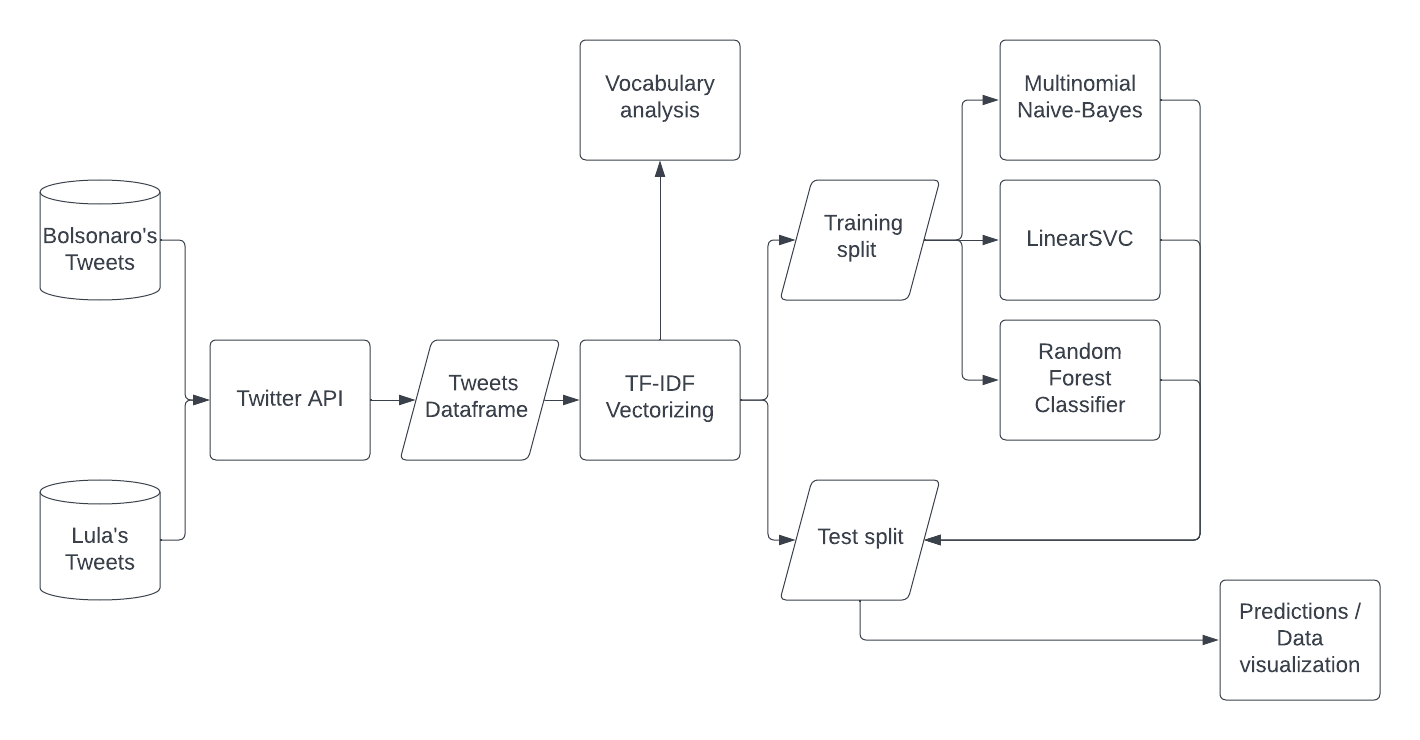 Vocabulary
analysis
Multinomial
Naive-Bayes
Bolsonaro's
Tweets
Training
split
LinearSVC
Twitter API
Tweets
Dataframe
TF-IDF
Vectorizing
Random
Forest
Classifier
Lula's
Tweets
Test split
Predictions /
Data
visualization